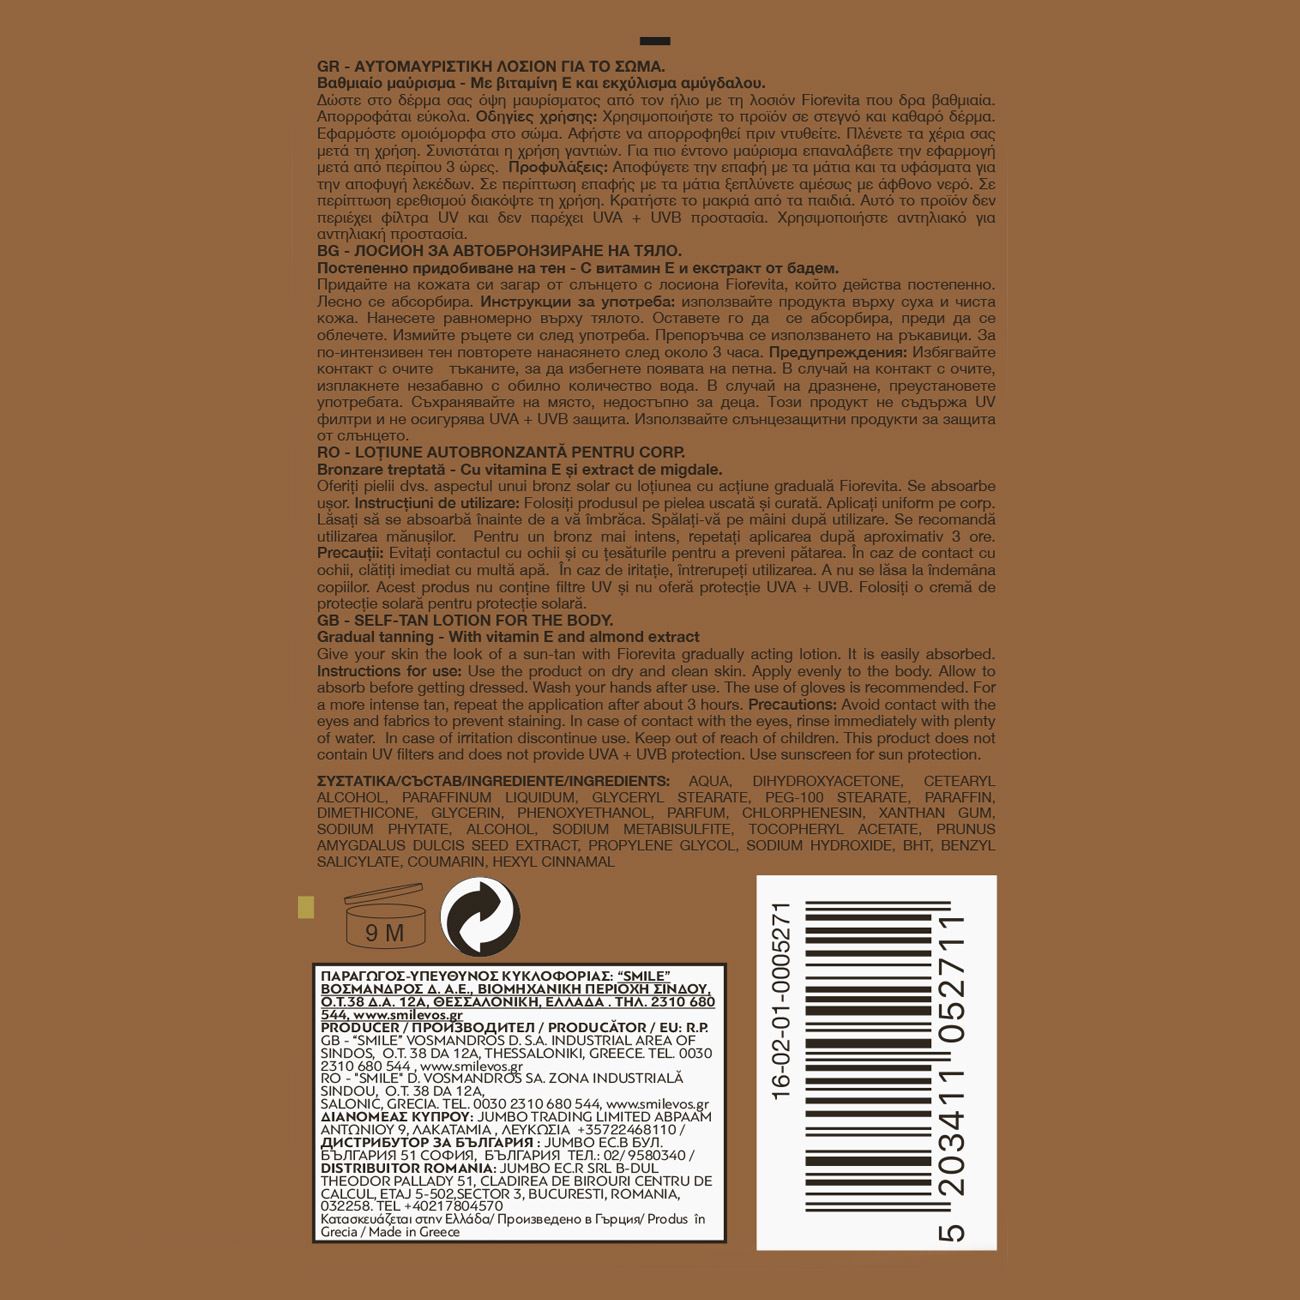 GR - ΑΥΤΟΜΑΥΡΙΣΤΙΚΗ ΛΟΣΙΟΝ ΓΙΑ ΤΟ ΣΩΜΑ.
Βαθμιαίο μαύρισμα - Με βιταμίνη Ε και εκχύλισμα αμύγδαλου.
Δώστε στο δέρμα σας όψη μαυρίσματος από τον ήλιο με τη λοσιόν Fiorevita που δρα βαθμιαία.
Απορροφάται εύκολα. Οδηγίες χρήσης: Χρησιμοποιήστε το προϊόν σε στεγνό και καθαρό δέρμα.
Εφαρμόστε ομοιόμορφα στο σώμα. Αφήστε να απορροφηθεί πριν ντυθείτε. Πλένετε τα χέρια σας
μετά τη χρήση. Συνιστάται η χρήση γαντιών. Για πιο έντονο μαύρισμα επαναλάβετε την εφαρμογή
μετά από περίπου 3 ώρες. Προφυλάξεις: Αποφύγετε την επαφή με τα μάτια και τα υφάσματα για
την αποφυγή λεκέδων. Σε περίπτωση επαφής με τα μάτια ξεπλύνετε αμέσως με άφθονο νερό. Σε
περίπτωση ερεθισμού διακόψτε τη χρήση. Κρατήστε το μακριά από τα παιδιά. Αυτό το προϊόν δεν
περιέχει φίλτρα UV και δεν παρέχει UVA + UVB προστασία. Χρησιμοποιήστε αντηλιακό για
αντηλιακή προστασία.
BG - ЛОСИОН ЗА АВТОБРОНЗИРАНЕ НА ТЯЛО.
Постепенно придобиване на тен - С витамин Е и екстракт от бадем.
Придайте на кожата си загар от слънцето с лосиона Fiorevita, който действа постепенно.
Лесно се абсорбира. Инструкции за употреба: използвайте продукта върху суха и чиста
кожа. Нанесете равномерно върху тялото. Оставете го да се абсорбира, преди да се
облечете. Измийте ръцете си след употреба. Препоръчва се използването на ръкавици. За
по-интензивен тен повторете нанасянето след около 3 часа. Предупреждения: Избягвайте
контакт с очите тъканите, за да избегнете появата на петна. В случай на контакт с очите,
изплакнете незабавно с обилно количество вода. В случай на дразнене, преустановете
употребата. Съхранявайте на място, недостъпно за деца. Този продукт не съдържа UV
филтри и не осигурява UVA + UVB защита. Използвайте слънцезащитни продукти за защита
от слънцето.
RO - LOȚIUNE AUTOBRONZANTĂ PENTRU CORP.
Bronzare treptată - Cu vitamina E și extract de migdale.
Oferiți pielii dvs. aspectul unui bronz solar cu loțiunea cu acțiune graduală Fiorevita. Se absoarbe
ușor. Instrucțiuni de utilizare: Folosiți produsul pe pielea uscată și curată. Aplicați uniform pe corp.
Lăsați să se absoarbă înainte de a vă îmbrăca. Spălați-vă pe mâini după utilizare. Se recomandă
utilizarea mănușilor. Pentru un bronz mai intens, repetați aplicarea după aproximativ 3 ore.
Precauții: Evitați contactul cu ochii și cu țesăturile pentru a preveni pătarea. În caz de contact cu
ochii, clătiți imediat cu multă apă. În caz de iritație, întrerupeți utilizarea. A nu se lăsa la îndemâna
copiilor. Acest produs nu conține filtre UV și nu oferă protecție UVA + UVB. Folosiți o cremă de
protecție solară pentru protecție solară.
GB - SELF-TAN LOTION FOR THE BODY.
Gradual tanning - With vitamin E and almond extract
Give your skin the look of a sun-tan with Fiorevita gradually acting lotion. It is easily absorbed.
Instructions for use: Use the product on dry and clean skin. Apply evenly to the body. Allow to
absorb before getting dressed. Wash your hands after use. The use of gloves is recommended. For
a more intense tan, repeat the application after about 3 hours. Precautions: Avoid contact with the
eyes and fabrics to prevent staining. In case of contact with the eyes, rinse immediately with plenty
of water. In case of irritation discontinue use. Keep out of reach of children. This product does not
contain UV filters and does not provide UVA + UVB protection. Use sunscreen for sun protection.
ΣΥΣΤΑΤΙΚΑ/СЪСТАВ/INGREDIENTE/INGREDIENTS: AQUA, DIHYDROXYACETONE, CETEARYL
ALCOHOL, PARAFFINUM LIQUIDUM, GLYCERYL STEARATE, PEG-100 STEARATE, PARAFFIN,
DIMETHICONE, GLYCERIN, PHENOXYETHANOL, PARFUM, CHLORPHENESIN, XANTHAN GUM,
SODIUM PHYTATE, ALCOHOL, SODIUM METABISULFITE, TOCOPHERYL ACETATE, PRUNUS
AMYGDALUS DULCIS SEED EXTRACT, PROPYLENE GLYCOL, SODIUM HYDROXIDE, BHT, BENZYL
SALICYLATE, COUMARIN, HEXYL CINNAMAL
9 M
ΠΑΡΑΓΩΓΟΣ-ΥΠΕΥΘΥΝΟΣ ΚΥΚΛΟΦΟΡΙΑΣ: “SMILE”
ΒΟΣΜΑΝΔΡΟΣ Δ. Α.Ε., ΒΙΟΜΗΧΑΝΙΚΗ ΠΕΡΙΟΧΗ ΣΙΝΔΟΥ,
Ο.Τ.38 Δ.Α. 12Α, ΘΕΣΣΑΛΟΝΙΚΗ, ΕΛΛΑΔΑ . ΤΗΛ. 2310 680
544, www.smilevos.gr
PRODUCER / ПРОИЗВОДИТЕЛ / PRODUCĂTOR / EU: R.P.
GB - “SMILE” VOSMANDROS D. S.A. INDUSTRIAL AREA OF
SINDOS, O.T. 38 DA 12A, THESSALONIKI, GREECE. TEL. 0030
2310 680 544 , www.smilevos.gr
RO - "SMILE" D. VOSMANDROS SA. ZONA INDUSTRIALĂ
SINDOU, O.T. 38 DA 12A,
SALONIC, GRECIA. TEL. 0030 2310 680 544, www.smilevos.gr
ΔΙΑΝΟΜΕΑΣ ΚΥΠΡΟΥ: JUMBO TRADING LIMITED ΑΒΡΑΑΜ
ΑΝΤΩΝΙΟΥ 9, ΛΑΚΑΤΑΜΙΑ , ΛΕΥΚΩΣΙΑ +35722468110 /
ДИСТРИБУТОР ЗА БЪЛГАРИЯ : JUMBO EC.B БУЛ.
БЪЛГАРИЯ 51 СОФИЯ, БЪЛГАРИЯ ТЕЛ.: 02/ 9580340 /
DISTRIBUITOR ROMANIA: JUMBO EC.R SRL B-DUL
THEODOR PALLADY 51, CLADIREA DE BIROURI CENTRU DE
CALCUL, ETAJ 5-502,SECTOR 3, BUCURESTI, ROMANIA,
032258. TEL +40217804570
Κατασκευάζεται στην Ελλάδα/ Произведено в Гърция/ Produs în
Grecia / Made in Greece
16-02-01-0005271
5 203411 052711